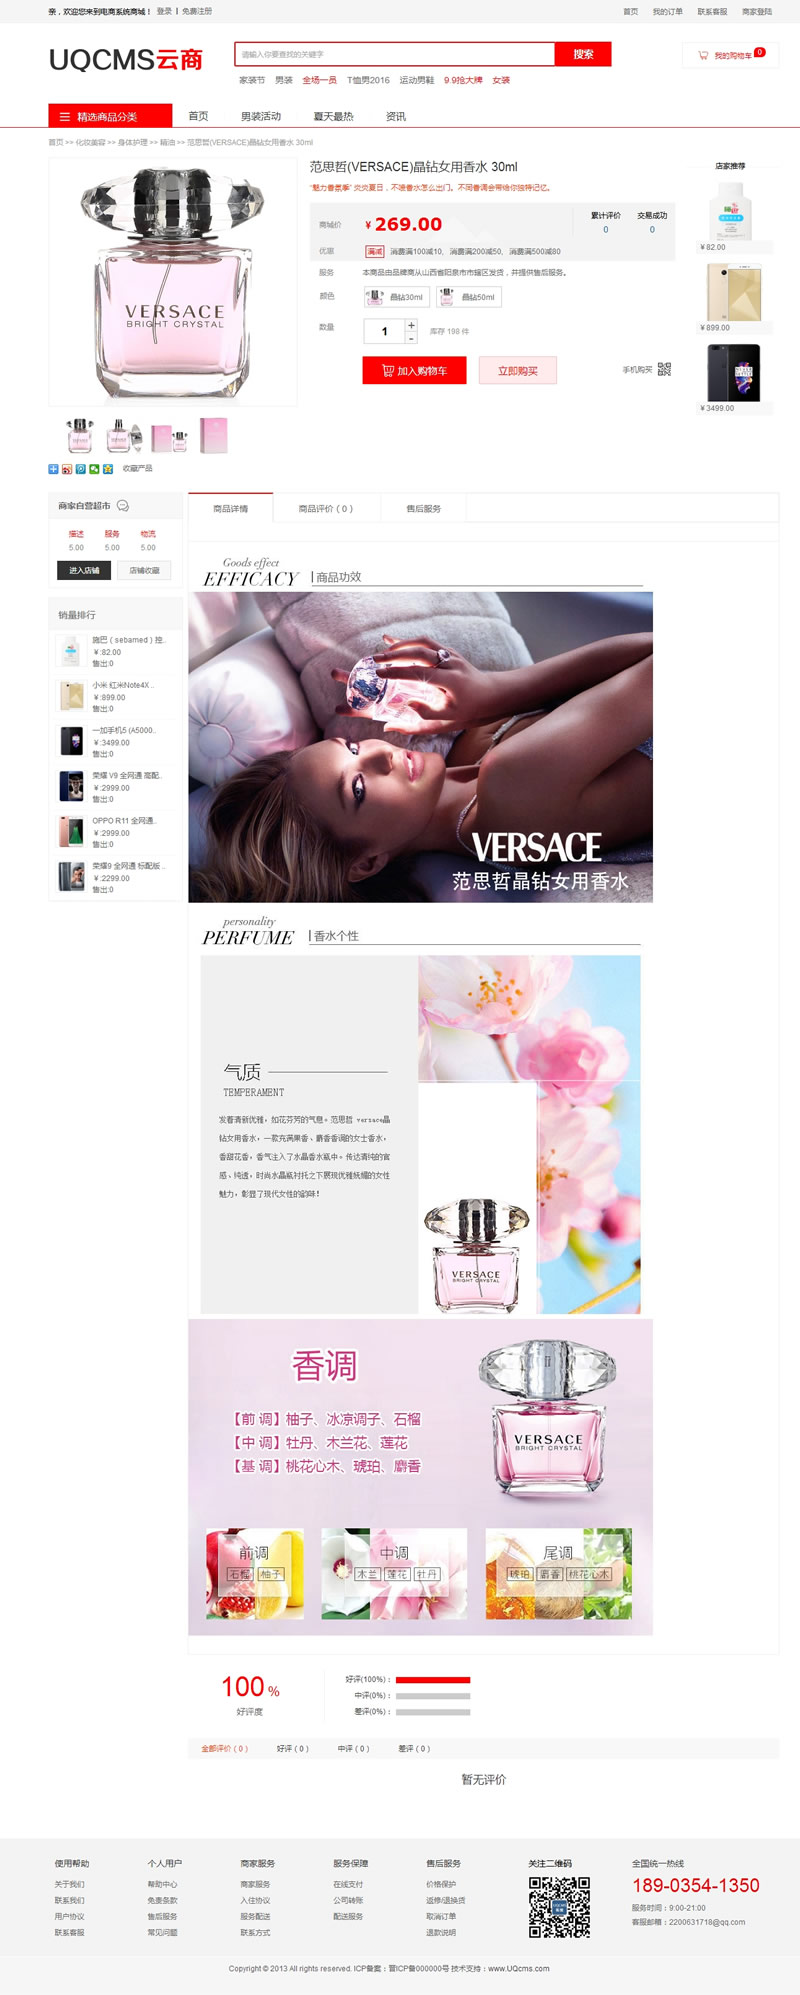 亲，欢迎您来到电商系统商城！ 登录 | 免费注册
首页 我的订单 联系客服 商家登陆
UQCMS云商
请输入你要查找的关键字 搜索
我的购物车 0
家装节 男装 全场一员 T恤男2016 运动男鞋 9.9抢大牌 女装
精选商品分类 首页 男装活动 夏天最热 资讯
首页 >> 化妆美容 >> 身体护理 >> 精油 >> 范思哲(VERSACE)晶钻女用香水 30ml
VERSACE
BRIGHT CRYSTAL
范思哲(VERSACE)晶钻女用香水 30ml
"魅力香氛季" 炎炎夏日，不喷香水怎么出门。不同香调会带给你独特记忆。
商城价 ¥ 269.00
累计评价 交易成功
0 0
优惠 满减 消费满100减10、消费满200减50、消费满500减80
服务 本商品由品牌商从山西省阳泉市市辖区发货，并提供售后服务。
颜色 晶钻30ml 晶钻50ml
数量 1 + - 库存 198 件
加入购物车 立即购买 手机购买
店家推荐
¥ 82.00
¥ 899.00
¥ 3499.00
收藏产品
商家自营超市
描述 服务 物流
5.00 5.00 5.00
进入店铺 店铺收藏
销量排行
施巴（sebamed）控..
¥ :82.00
售出:0
小米 红米Note4X ..
¥ :899.00
售出:0
一加手机5 (A5000..
¥ :3499.00
售出:0
荣耀 V9 全网通 高配..
¥ :2999.00
售出:0
OPPO R11 全网通..
¥ :2999.00
售出:0
荣耀9 全网通 标配版 ..
¥ :2299.00
售出:0
商品详情 商品评价（0） 售后服务
Goods effect
EFFICACY |商品功效
VERSACE
范思哲晶钻女用香水
personality
PERFUME |香水个性
气质
TEMPERAMENT
发着清新优雅，如花芬芳的气息。范思哲 versace晶
钻女用香水，一款充满果香、麝香香调的女士香水，
香甜花香，香气注入了水晶香水瓶中。传达清纯的官
感、纯透，时尚水晶瓶衬托之下展现优雅妩媚的女性
魅力，彰显了现代女性的韵味!
VERSACE
BRIGHT CRYSTAL
香调
【前 调】柚子、冰凉调子、石榴
【中 调】牡丹、木兰花、莲花
【基 调】桃花心木、琥珀、麝香
VERSACE
BRIGHT CRYSTAL
前调
石榴 柚子
中调
木兰 莲花 牡丹
尾调
琥珀 麝香 桃花心木
100 %
好评度
好评(100%)：
中评(0%)：
差评(0%)：
全部评价（0） 好评（0） 中评（0） 差评（0）
暂无评价
使用帮助
关于我们
联系我们
用户协议
联系客服
个人用户
帮助中心
免责条款
售后服务
常见问题
商家服务
商家服务
入住协议
服务配送
联系方式
服务保障
在线支付
公司转账
配送服务
售后服务
价格保护
返修/退换货
取消订单
退款说明
关注二维码
全国统一热线
189-0354-1350
服务时间：9:00-21:00
客服邮箱：2200631718@qq.com
Copyright © 2013 All rights reserved. ICP备案：晋ICP备000000号 技术支持：www.UQcms.com